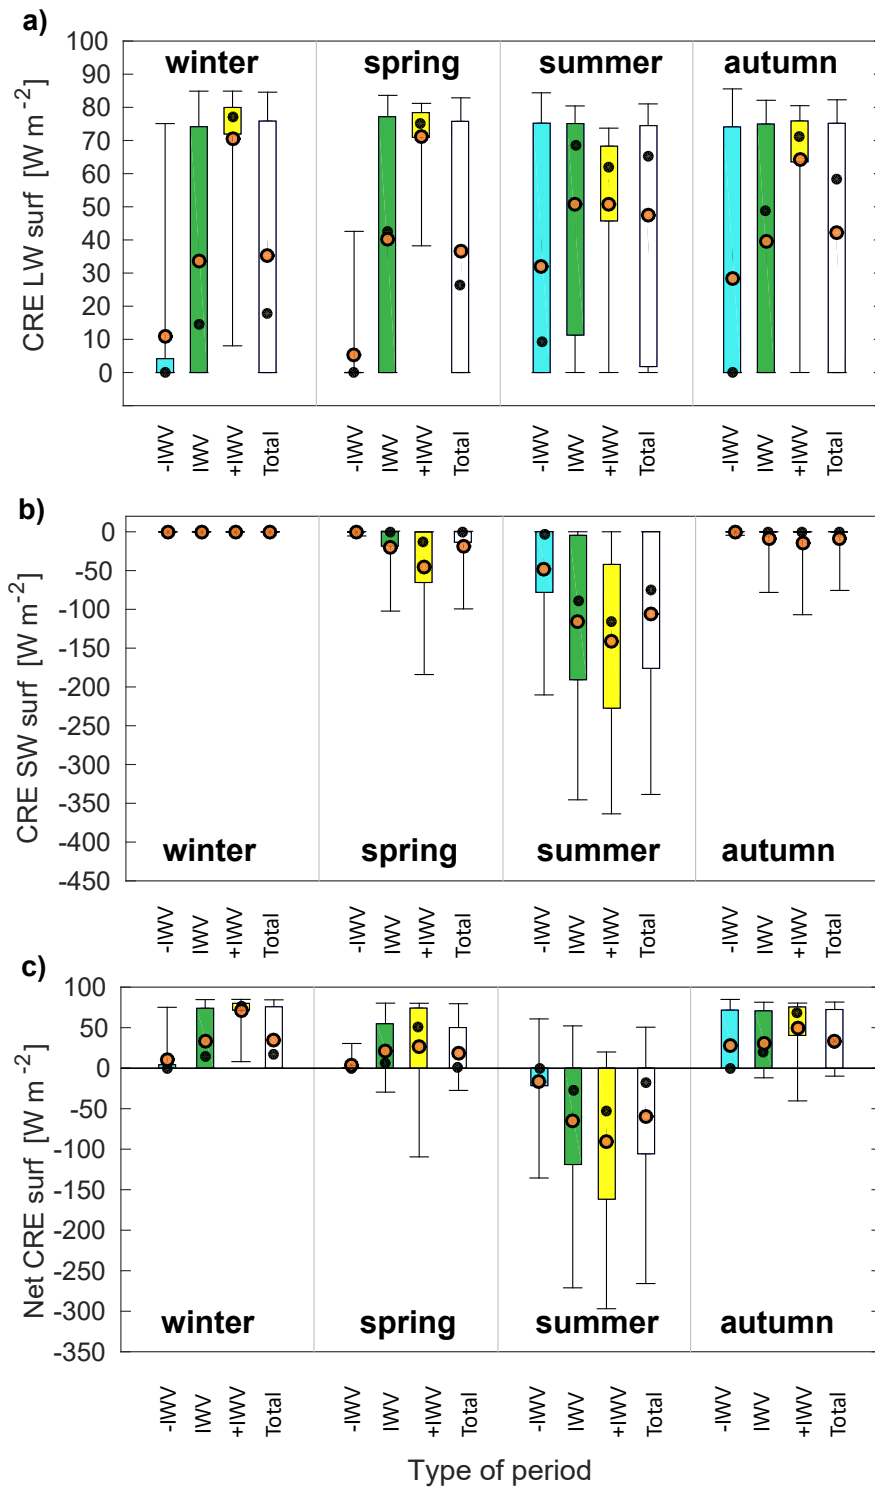 a)
100
90
80
70
60
50
40
30
20
10
0
CRE LW surf [W m-2]
winter spring summer autumn
-IWV IWV +IWV Total -IWV IWV +IWV Total -IWV IWV +IWV Total -IWV IWV +IWV Total
b)
0
-50
-100
-150
-200
-250
-300
-350
-400
-450
CRE SW surf [W m-2]
winter spring summer autumn
-IWV IWV +IWV Total -IWV IWV +IWV Total -IWV IWV +IWV Total -IWV IWV +IWV Total
c)
100
50
0
-50
-100
-150
-200
-250
-300
-350
Net CRE surf [W m-2]
winter spring summer autumn
-IWV IWV +IWV Total -IWV IWV +IWV Total -IWV IWV +IWV Total -IWV IWV +IWV Total
Type of period